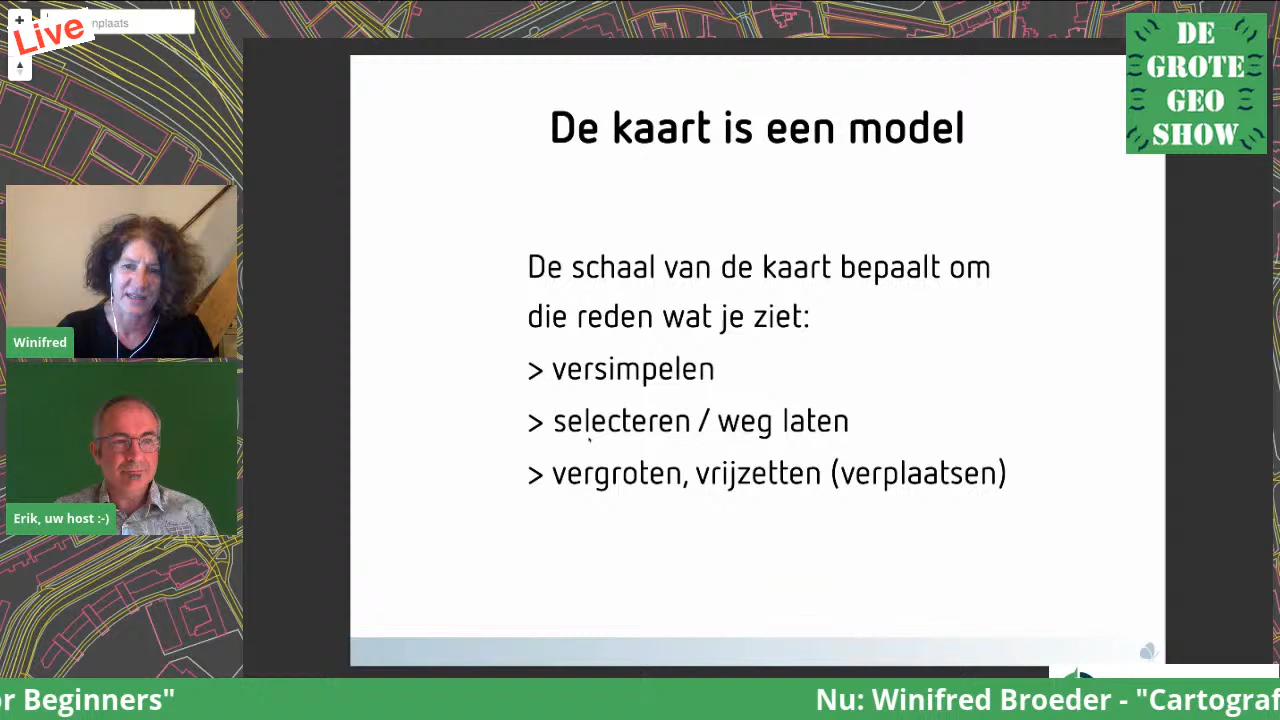 +
nplaats
Live
DE
GROTE
GEO
SHOW
De kaart is een model
De schaal van de kaart bepaalt om
die reden wat je ziet:
> versimpelen
> selecteren / weg laten
> vergroten, vrijzetten (verplaatsen)
Winifred
Erik, uw host :-)
or Beginners"
Nu: Winifred Broeder - "Cartograf